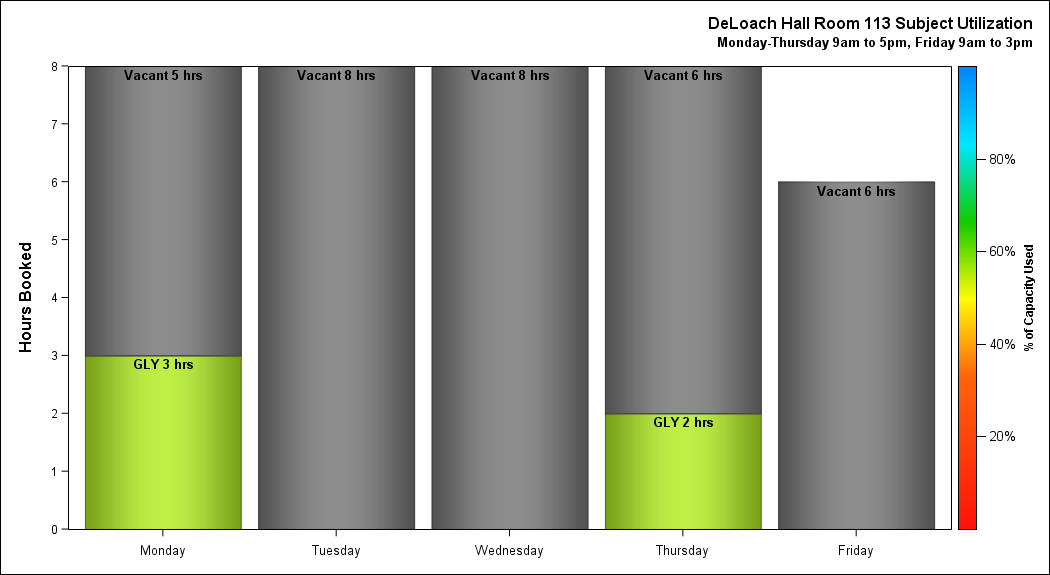 DeLoach Hall Room 113 Subject Utilization
Monday-Thursday 9am to 5pm, Friday 9am to 3pm
Hours Booked
8
7
6
5
4
3
2
1
0
Vacant 5 hrs
GLY 3 hrs
Vacant 8 hrs
Vacant 8 hrs
Vacant 6 hrs
GLY 2 hrs
Vacant 6 hrs
Monday
Tuesday
Wednesday
Thursday
Friday
80%
60%
40%
20%
% of Capacity Used